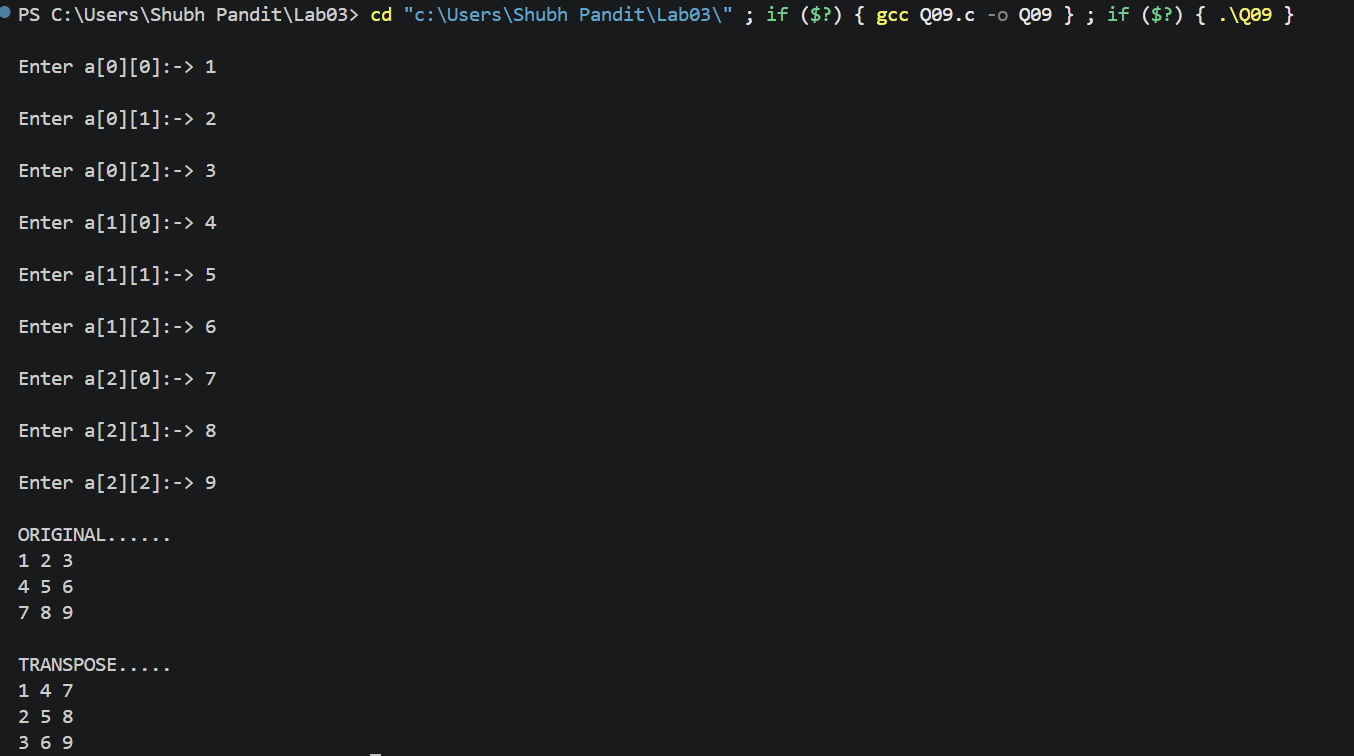 PS C:\Users\Shubh Pandit\Lab03> cd "c:\Users\Shubh Pandit\Lab03\" ; if ($?) { gcc Q09.c -o Q09 } ; if ($?) { .\Q09 }
Enter a[0][0]:-> 1
Enter a[0][1]:-> 2
Enter a[0][2]:-> 3
Enter a[1][0]:-> 4
Enter a[1][1]:-> 5
Enter a[1][2]:-> 6
Enter a[2][0]:-> 7
Enter a[2][1]:-> 8
Enter a[2][2]:-> 9
ORIGINAL......
1 2 3
4 5 6
7 8 9
TRANSPOSE.....
1 4 7
2 5 8
3 6 9